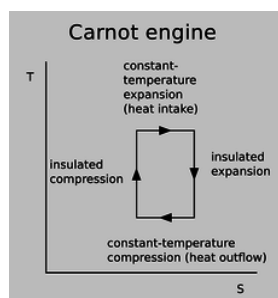 Carnot engine
constant-
temperature
expansion
(heat intake)
T
insulated
compression
insulated
expansion
constant-temperature
compression (heat outflow)
S